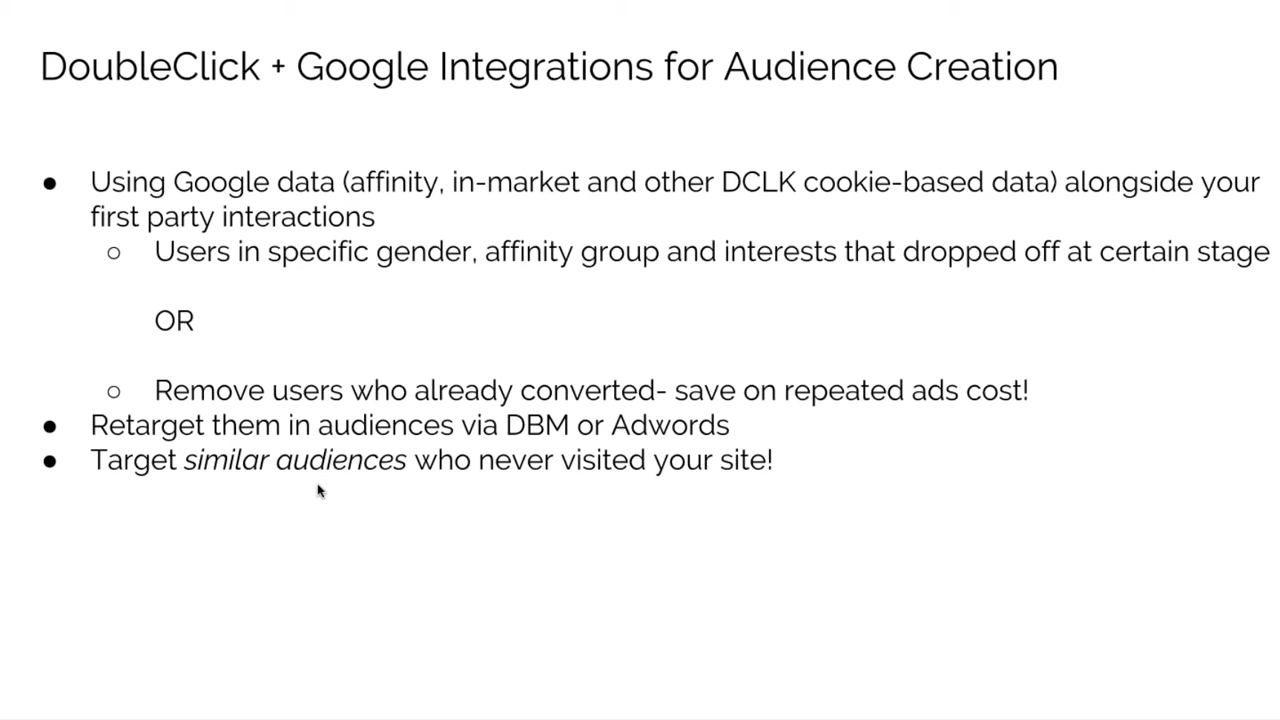 DoubleClick + Google Integrations for Audience Creation
● Using Google data (affinity, in-market and other DCLK cookie-based data) alongside your
first party interactions
○ Users in specific gender, affinity group and interests that dropped off at certain stage
OR
○ Remove users who already converted- save on repeated ads cost!
● Retarget them in audiences via DBM or Adwords
● Target similar audiences who never visited your site!